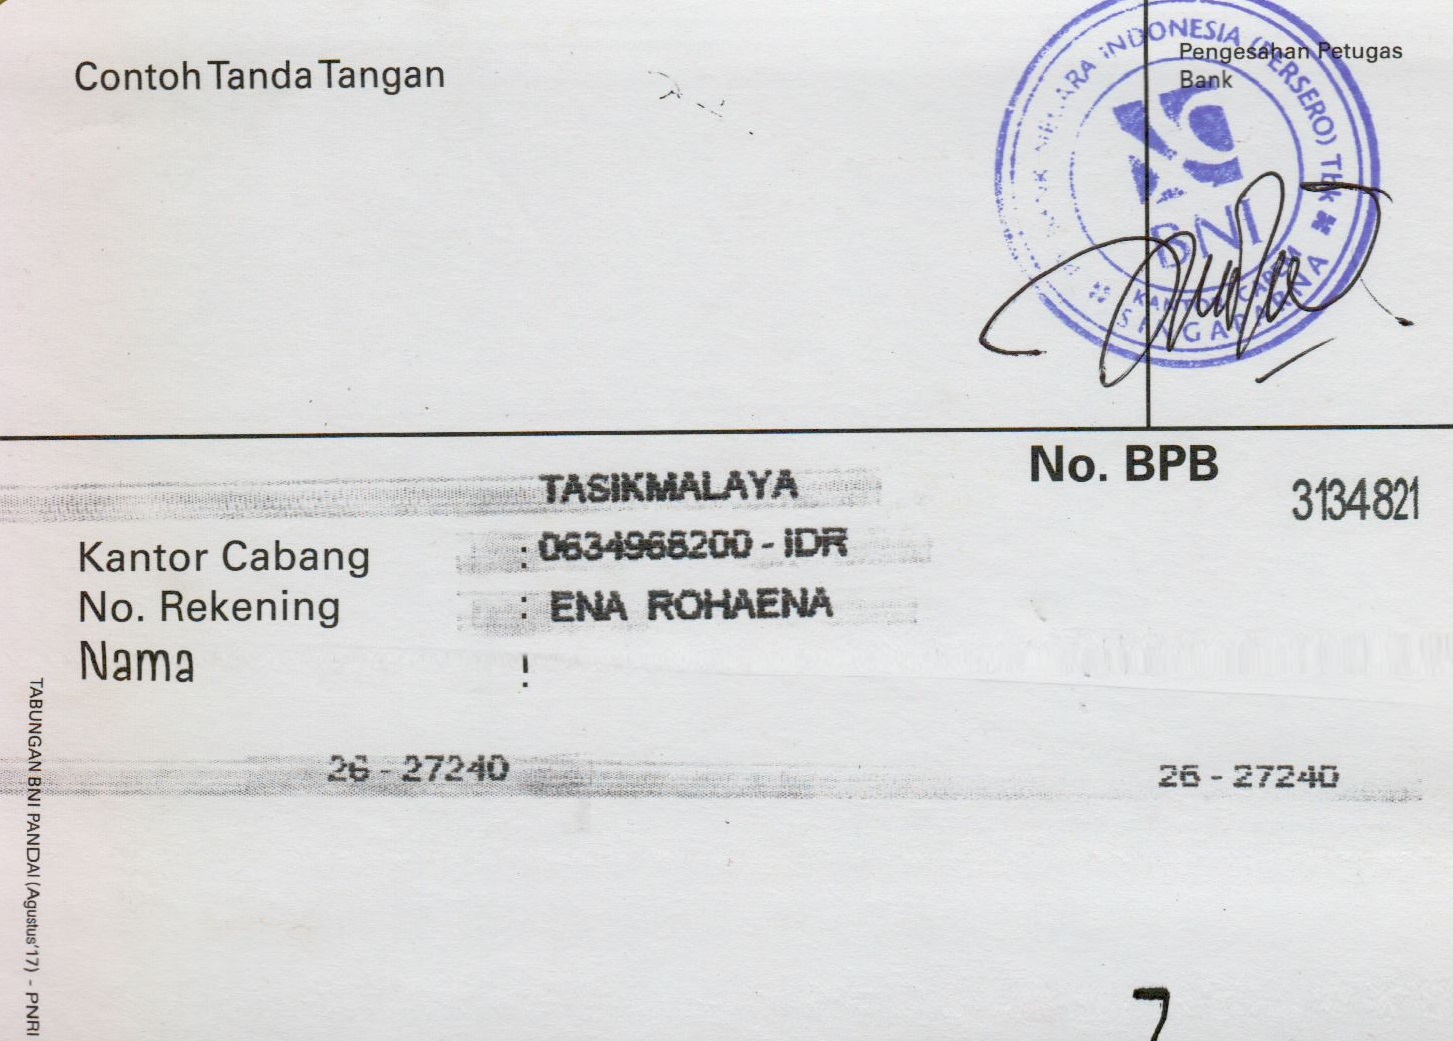 Contoh Tanda Tangan
Pengesahan Petugas
Bank
BANK NEGARA INDONESIA (PERSERO) Tbk
BNI
KANTOR CAPEM
SINGAPARNA
No. BPB
3134821
TASIKMALAYA
Kantor Cabang : 0634968200 - IDR
No. Rekening : ENA ROHAENA
Nama :
26 - 27240
26 - 27240
TABUNGAN BNI PANDAI (Agustus'17) - PNRI
7